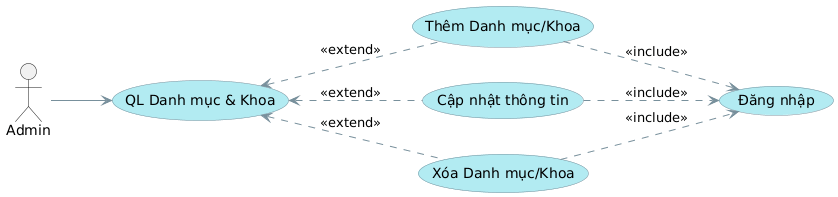 Thêm Danh mục/Khoa
«extend»
«include»
QL Danh mục & Khoa
«extend»
Cập nhật thông tin
«include»
Đăng nhập
Admin
«extend»
«include»
Xóa Danh mục/Khoa